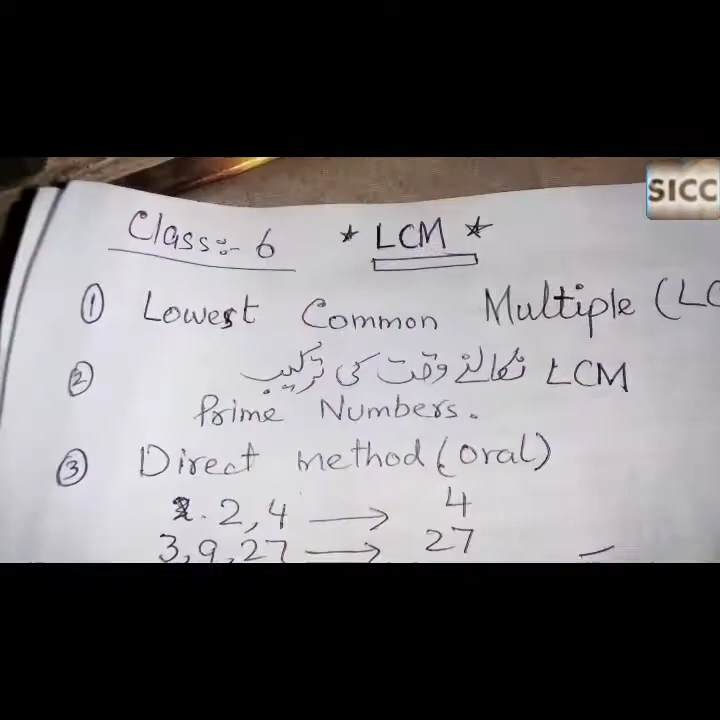 SICC
Class:- 6 * LCM *
① Lowest Common Multiple (LC
② LCM نکالنے وقت کی ترکیب
Prime Numbers.
③ Direct method (oral)
2, 4 → 4
3, 9, 27 → 27